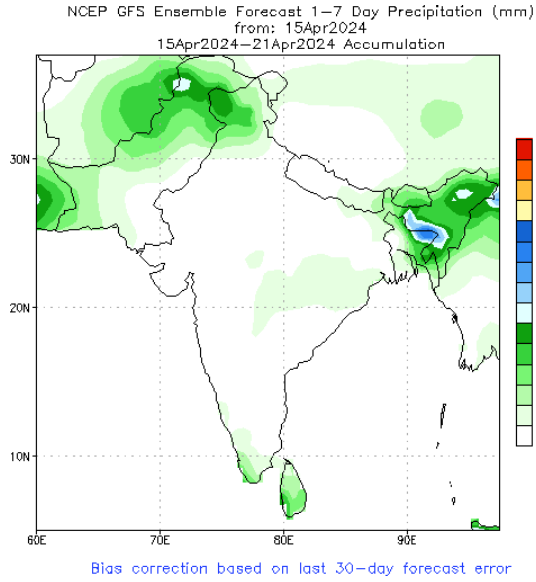 NCEP GFS Ensemble Forecast 1-7 Day Precipitation (mm)
from: 15Apr2024
15Apr2024-21Apr2024 Accumulation
30N
20N
10N
60E
70E
80E
90E
Bias correction based on last 30-day forecast error